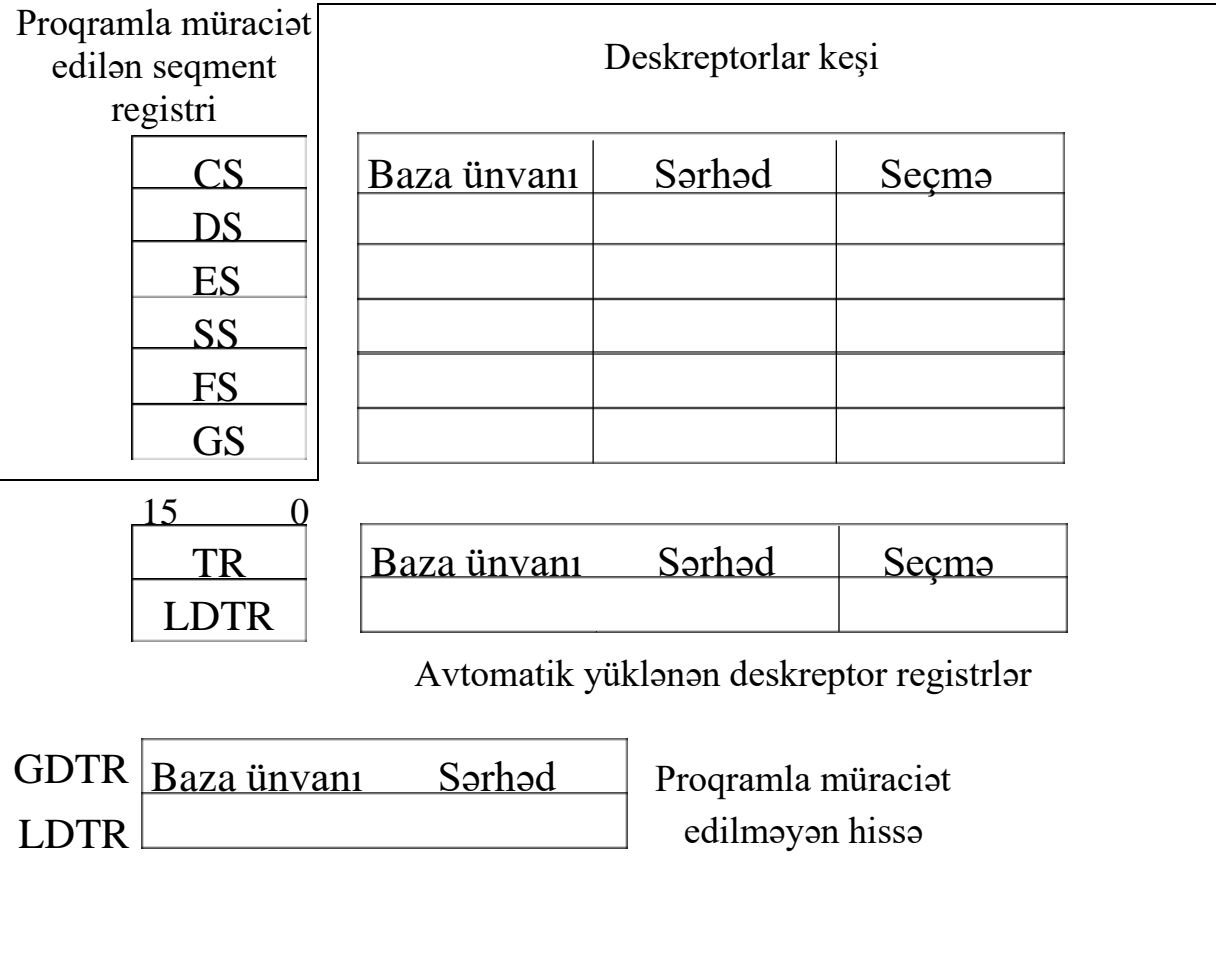 Proqramla müraciət
edilən seqment
registri
Deskreptorlar keşi
CS
DS
ES
SS
FS
GS
Baza ünvanı Sərhəd Seçmə
15 0
TR
LDTR
Baza ünvanı Sərhəd Seçmə
Avtomatik yüklənən deskreptor registrlər
GDTR Baza ünvanı Sərhəd
LDTR
Proqramla müraciət
edilməyən hissə